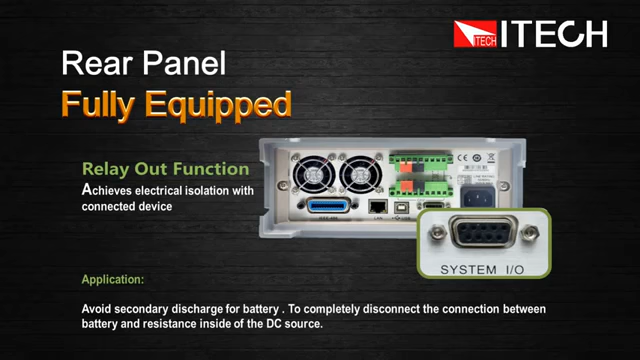 ITECH ITECH
Rear Panel
Fully Equipped
Relay Out Function
Achieves electrical isolation with
connected device
SYSTEM I/O
Application:
Avoid secondary discharge for battery . To completely disconnect the connection between
battery and resistance inside of the DC source.